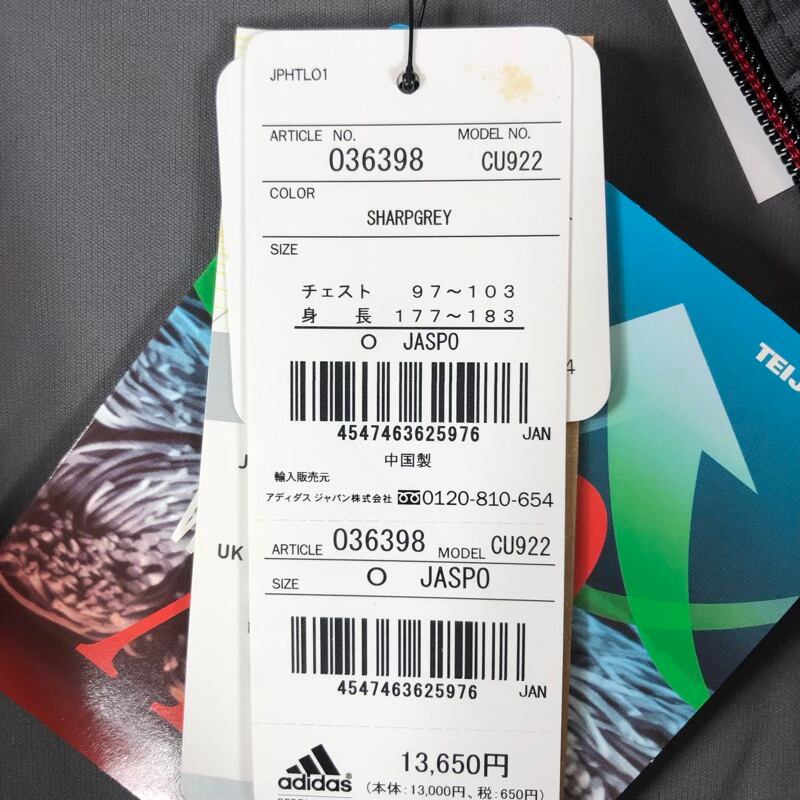 JPHTL01
ARTICLE NO. MODEL NO.
036398 CU922
COLOR
SHARPGREY
SIZE
チェスト 97～103
身 長 177～183
O JASPO
4547463625976 JAN
中国製
輸入販売元
アディダス ジャパン株式会社 0120-810-654
ARTICLE 036398 MODEL CU922
SIZE O JASPO
4547463625976 JAN
adidas® 13,650円
(本体:13,000円、税:650円)
UK
J
4